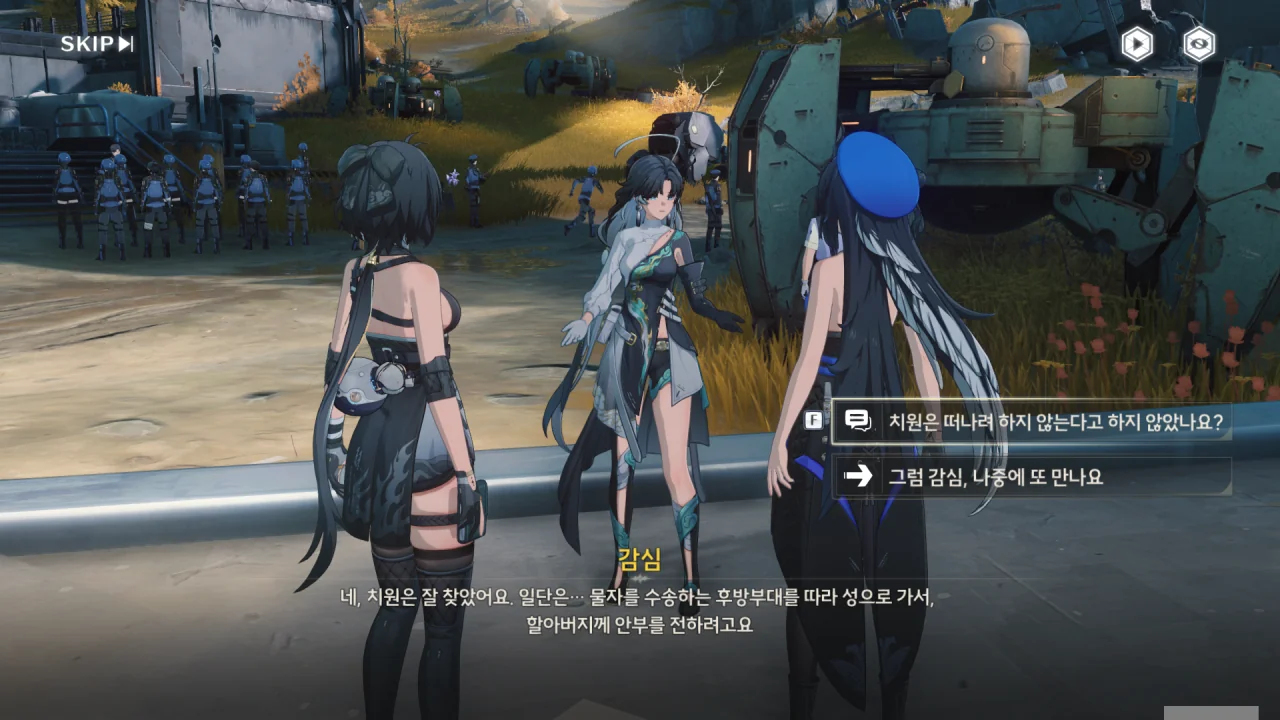 SKIP
F
치원은 떠나려 하지 않는다고 하지 않았나요?
그럼 감심, 나중에 또 만나요
감심
네, 치원은 잘 찾았어요. 일단은… 물자를 수송하는 후방부대를 따라 성으로 가서,
할아버지께 안부를 전하려고요